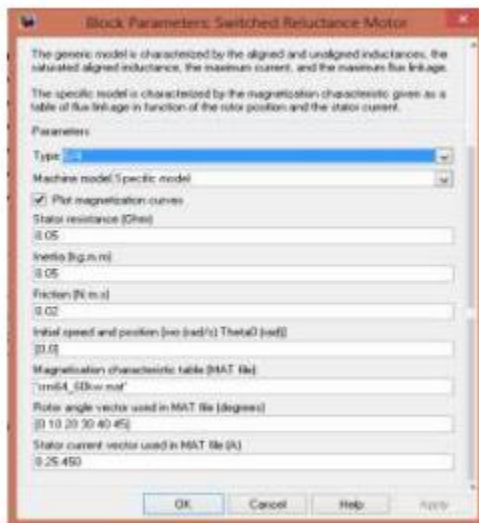 Block Parameters: Switched Reluctance Motor
The generic model is characterized by the aligned and unaligned inductances, the
saturated aligned inductance, the maximum current, and the maximum flux linkage.
The specific model is characterized by the magnetization characteristic given as a
table of flux linkage in function of the rotor position and the stator current.
Parameters
Type
Machine model Specific model
Plot magnetization curves
Stator resistance (Ohm)
0.05
Inertia (kg.m.m)
0.05
Friction (N.m.s)
0.02
Initial speed and position [wo (rad/s) Theta0 (rad)]
[0,0]
Magnetisation characteristic table (MAT file)
Rotor angle vector used in MAT file (degrees)
[0 10 20 30 40 45]
Stator current vector used in MAT file (A)
0:25:450
OK
Cancel
Help
Apply